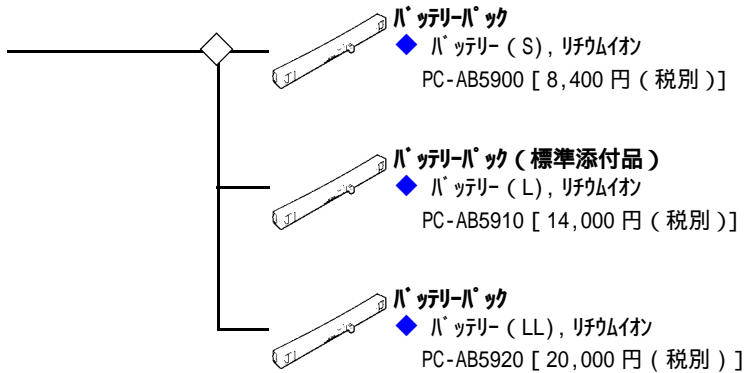 ﾊﾞｯﾃﾘｰﾊﾟｯｸ
◆ ﾊﾞｯﾃﾘｰ（S）, ﾘﾁｳﾑｲｵﾝ
PC-AB5900 [ 8,400 円（税別）]
ﾊﾞｯﾃﾘｰﾊﾟｯｸ（標準添付品）
◆ ﾊﾞｯﾃﾘｰ（L）, ﾘﾁｳﾑｲｵﾝ
PC-AB5910 [ 14,000 円（税別）]
ﾊﾞｯﾃﾘｰﾊﾟｯｸ
◆ ﾊﾞｯﾃﾘｰ（LL）, ﾘﾁｳﾑｲｵﾝ
PC-AB5920 [ 20,000 円（税別）]